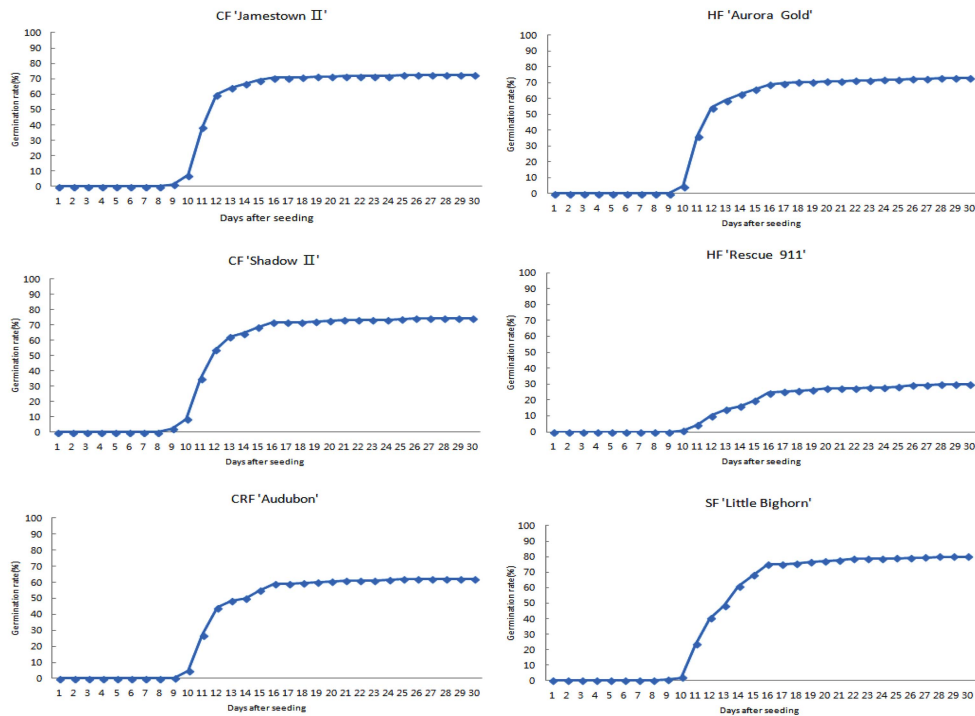 CF 'Jamestown Ⅱ'
Germination rate(%)
100
90
80
70
60
50
40
30
20
10
0
1 2 3 4 5 6 7 8 9 10 11 12 13 14 15 16 17 18 19 20 21 22 23 24 25 26 27 28 29 30
Days after seeding
HF 'Aurora Gold'
Germination rate(%)
100
90
80
70
60
50
40
30
20
10
0
1 2 3 4 5 6 7 8 9 10 11 12 13 14 15 16 17 18 19 20 21 22 23 24 25 26 27 28 29 30
Days after seeding
CF 'Shadow Ⅱ'
Germination rate(%)
100
90
80
70
60
50
40
30
20
10
0
1 2 3 4 5 6 7 8 9 10 11 12 13 14 15 16 17 18 19 20 21 22 23 24 25 26 27 28 29 30
Days after seeding
HF 'Rescue 911'
Germination rate(%)
100
90
80
70
60
50
40
30
20
10
0
1 2 3 4 5 6 7 8 9 10 11 12 13 14 15 16 17 18 19 20 21 22 23 24 25 26 27 28 29 30
Days after seeding
CRF 'Audubon'
Germination rate(%)
100
90
80
70
60
50
40
30
20
10
0
1 2 3 4 5 6 7 8 9 10 11 12 13 14 15 16 17 18 19 20 21 22 23 24 25 26 27 28 29 30
Days after seeding
SF 'Little Bighorn'
Germination rate(%)
100
90
80
70
60
50
40
30
20
10
0
1 2 3 4 5 6 7 8 9 10 11 12 13 14 15 16 17 18 19 20 21 22 23 24 25 26 27 28 29 30
Days after seeding